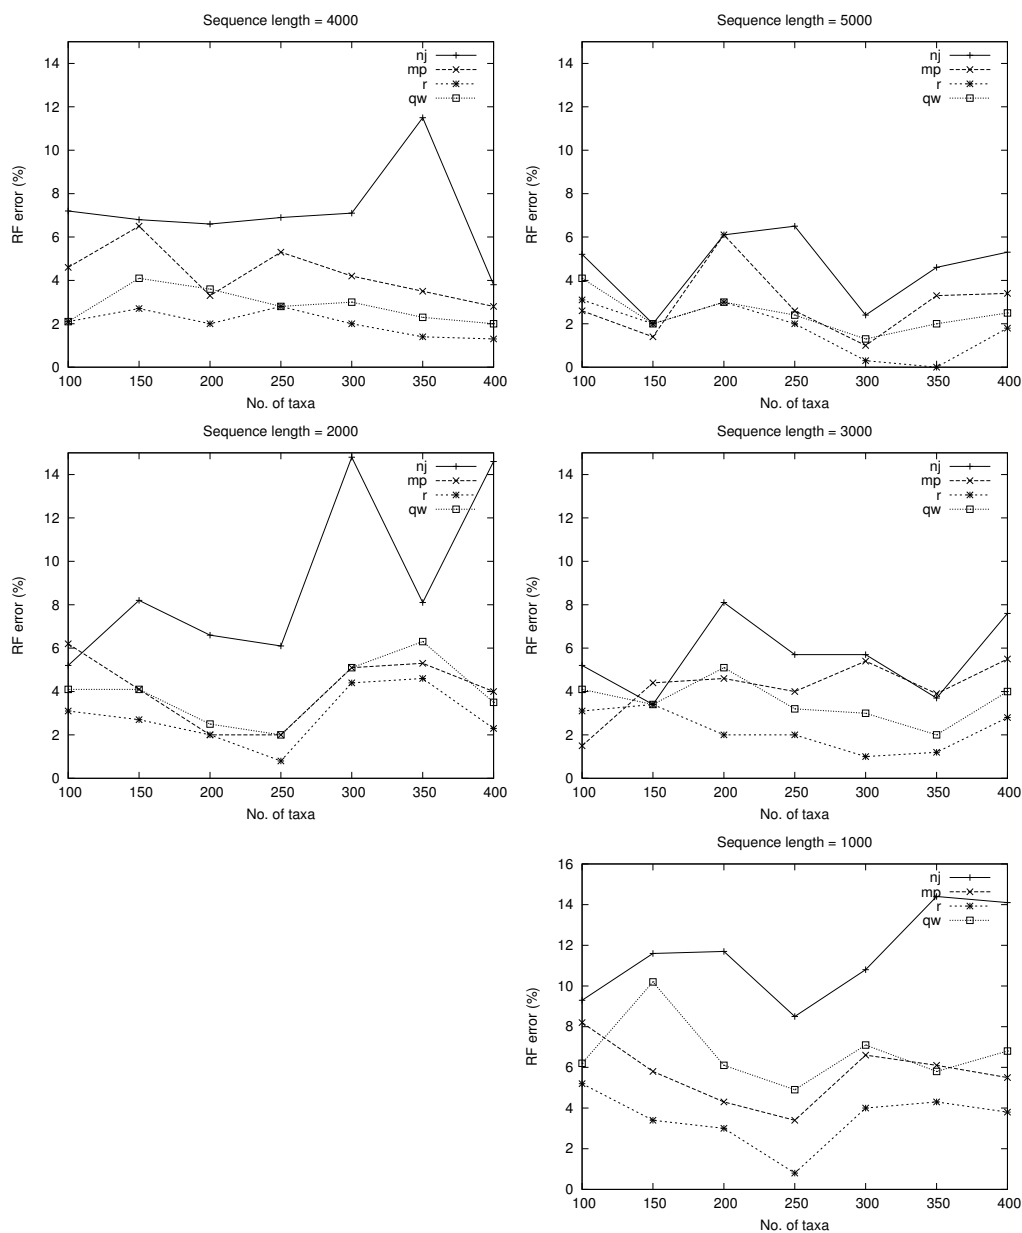 Sequence length = 4000
14
12
10
8
6
4
2
0
RF error (%)
nj
mp
r
qw
100 150 200 250 300 350 400
No. of taxa
Sequence length = 5000
14
12
10
8
6
4
2
0
RF error (%)
nj
mp
r
qw
100 150 200 250 300 350 400
No. of taxa
Sequence length = 2000
14
12
10
8
6
4
2
0
RF error (%)
nj
mp
r
qw
100 150 200 250 300 350 400
No. of taxa
Sequence length = 3000
14
12
10
8
6
4
2
0
RF error (%)
nj
mp
r
qw
100 150 200 250 300 350 400
No. of taxa
Sequence length = 1000
16
14
12
10
8
6
4
2
0
RF error (%)
nj
mp
r
qw
100 150 200 250 300 350 400
No. of taxa